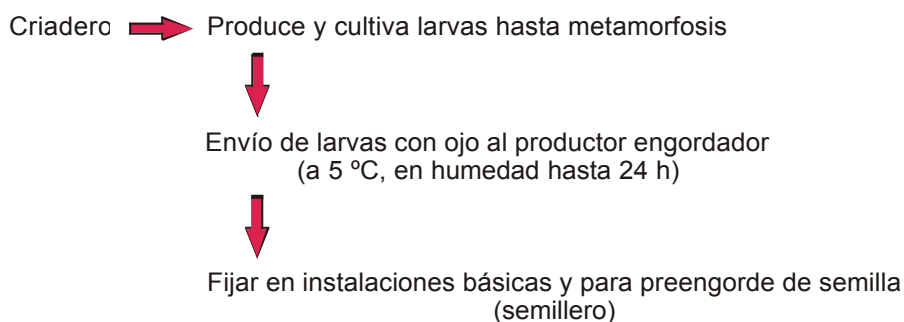 Criadero Produce y cultiva larvas hasta metamorfosis
Envío de larvas con ojo al productor engordador
(a 5 ºC, en humedad hasta 24 h)
Fijar en instalaciones básicas y para preengorde de semilla
(semillero)